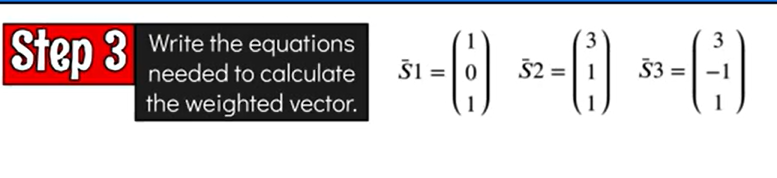 Step 3
Write the equations
needed to calculate
the weighted vector.
S̄1 = (1 0 1) S̄2 = (3 1 1) S̄3 = (3 −1 1)